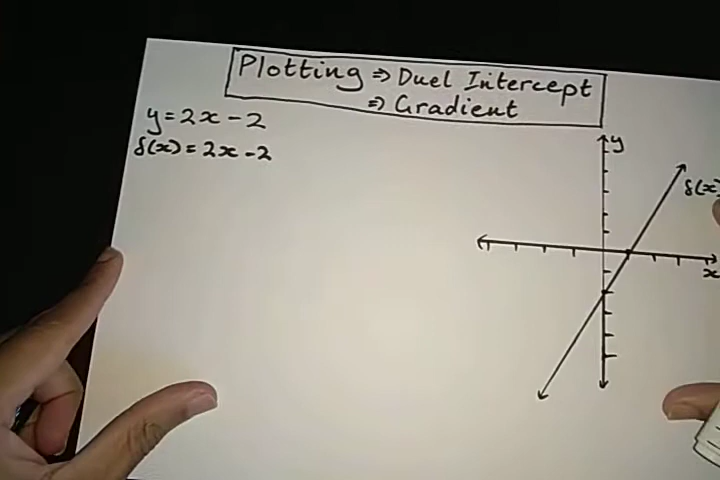 Plotting ⇒ Duel Intercept
⇒ Gradient
y = 2x - 2
f(x) = 2x - 2
y
f(x)
x